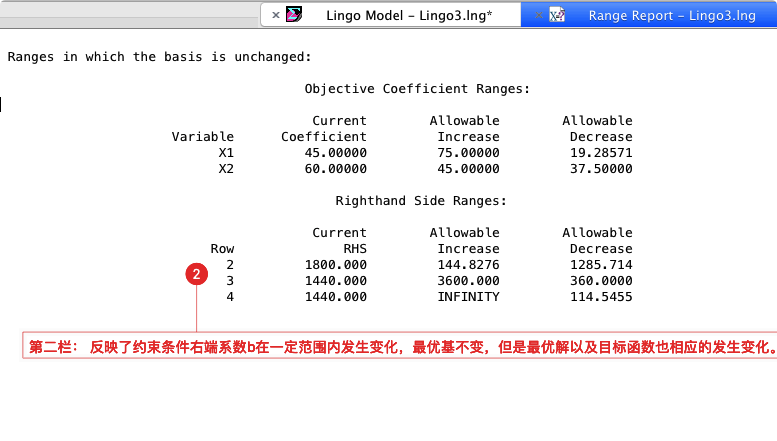 Lingo Model - Lingo3.lng*
Range Report - Lingo3.lng
Ranges in which the basis is unchanged:
Objective Coefficient Ranges:
Current Allowable Allowable
Variable Coefficient Increase Decrease
X1 45.00000 75.00000 19.28571
X2 60.00000 45.00000 37.50000
Righthand Side Ranges:
Current Allowable Allowable
Row RHS Increase Decrease
2 1800.000 144.8276 1285.714
3 1440.000 3600.000 360.0000
4 1440.000 INFINITY 114.5455
2
第二栏： 反映了约束条件右端系数b在一定范围内发生变化，最优基不变，但是最优解以及目标函数也相应的发生变化。